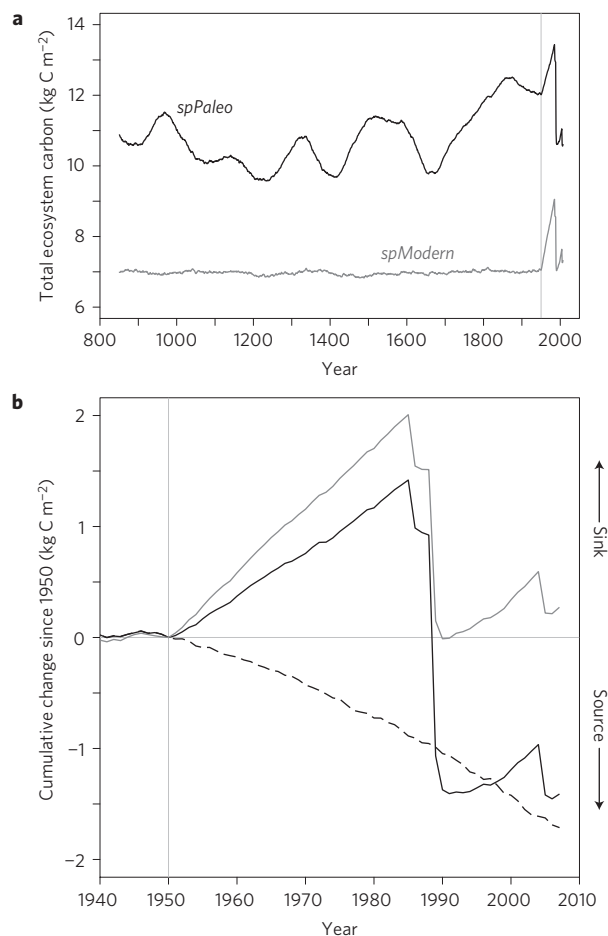 a
Total ecosystem carbon (kg C m−2)
14
12
10
8
6
spPaleo
spModern
800 1000 1200 1400 1600 1800 2000
Year
b
Cumulative change since 1950 (kg C m−2)
2
1
0
−1
−2
Sink
Source
1940 1950 1960 1970 1980 1990 2000 2010
Year